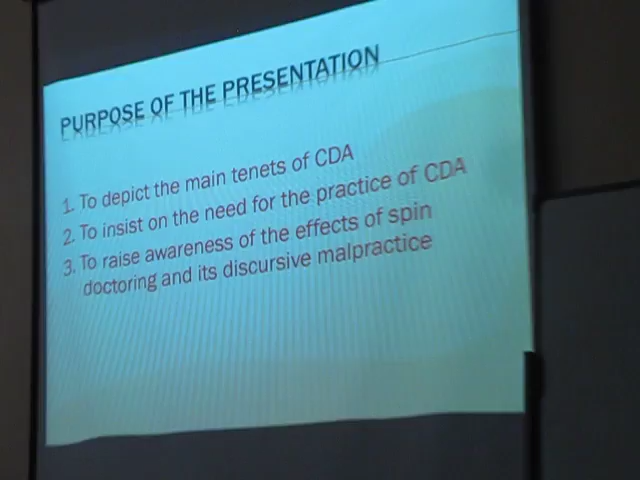 PURPOSE OF THE PRESENTATION
1. To depict the main tenets of CDA
2. To insist on the need for the practice of CDA
3. To raise awareness of the effects of spin
doctoring and its discursive malpractice